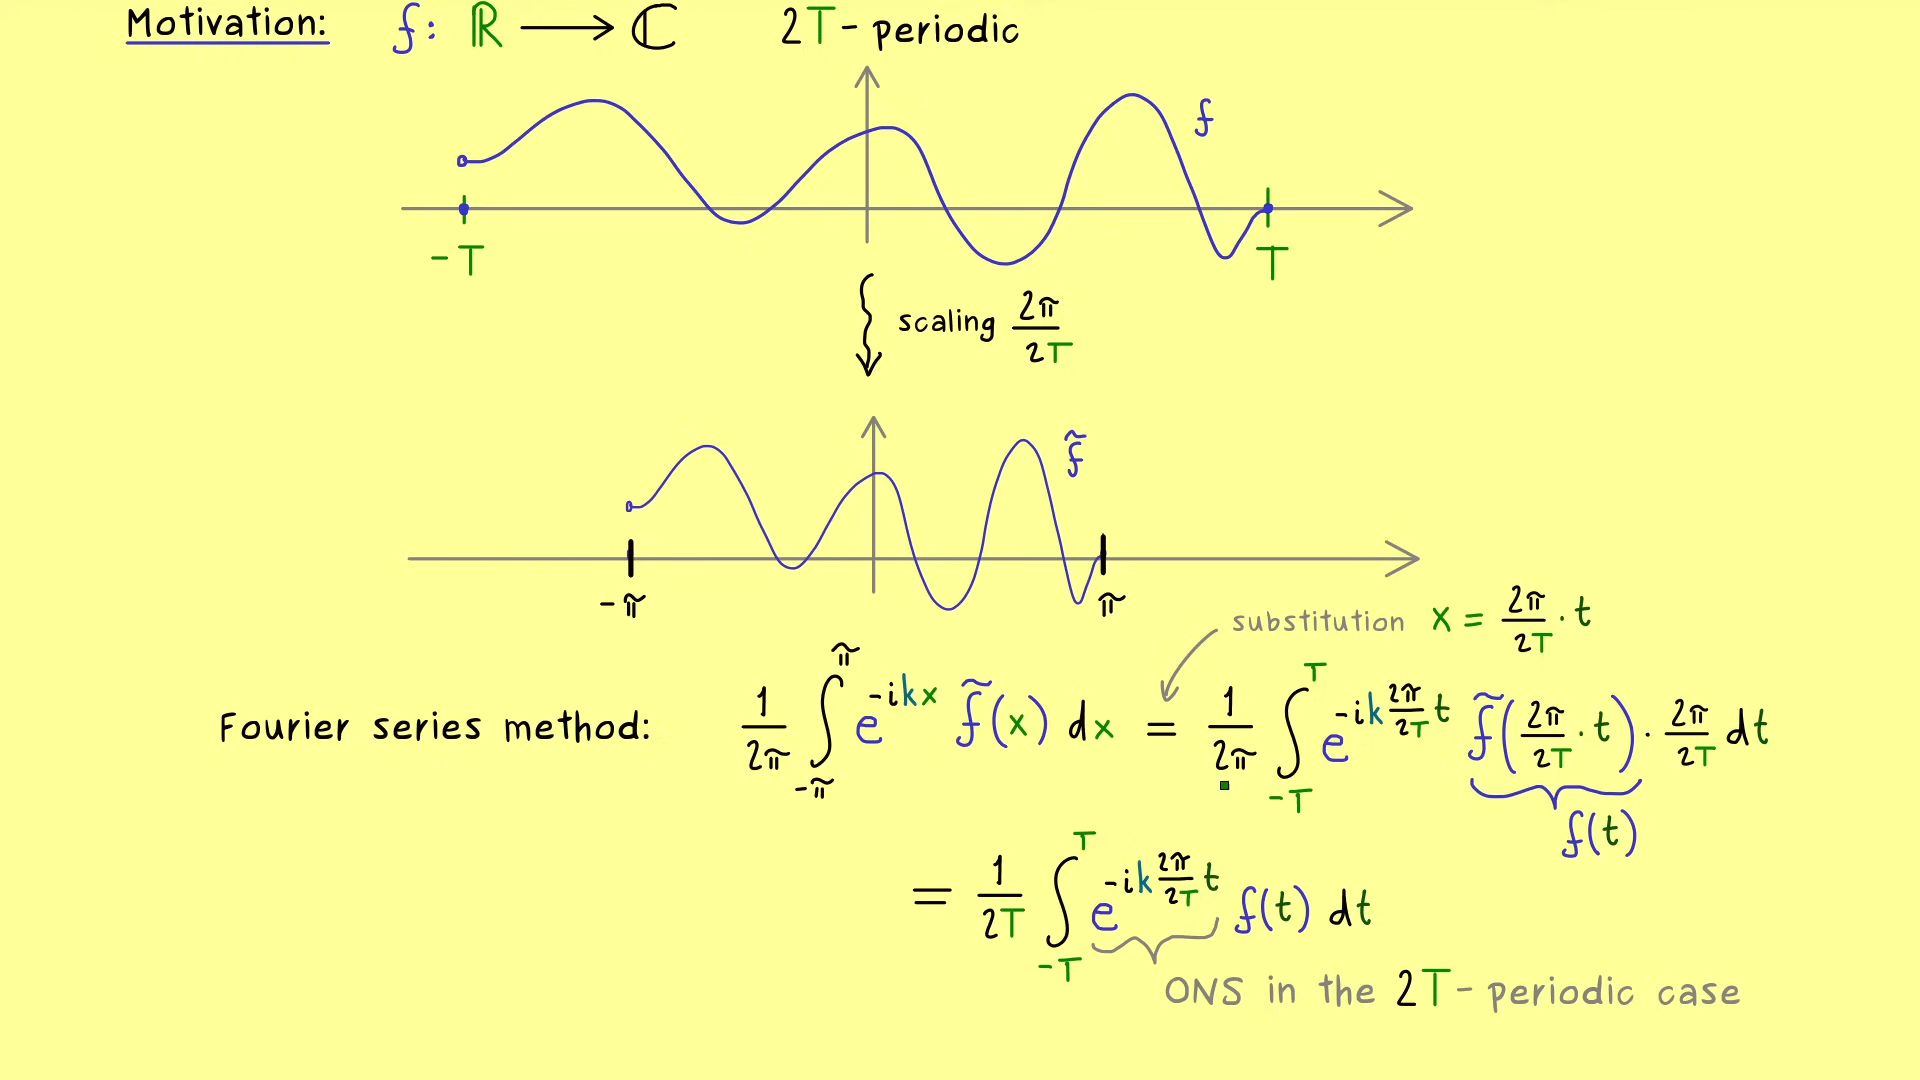 Motivation: f: ℝ ⟶ ℂ 2T-periodic
f
-T T
scaling 2π/2T
f̃
-π π
substitution x = 2π/2T · t
Fourier series method: 1/2π ∫_{-π}^{π} e^{-ikx} f̃(x) dx = 1/2π ∫_{-T}^{T} e^{-ik 2π/2T t} f̃(2π/2T · t) · 2π/2T dt
f(t)
= 1/2T ∫_{-T}^{T} e^{-ik 2π/2T t} f(t) dt
ONS in the 2T-periodic case